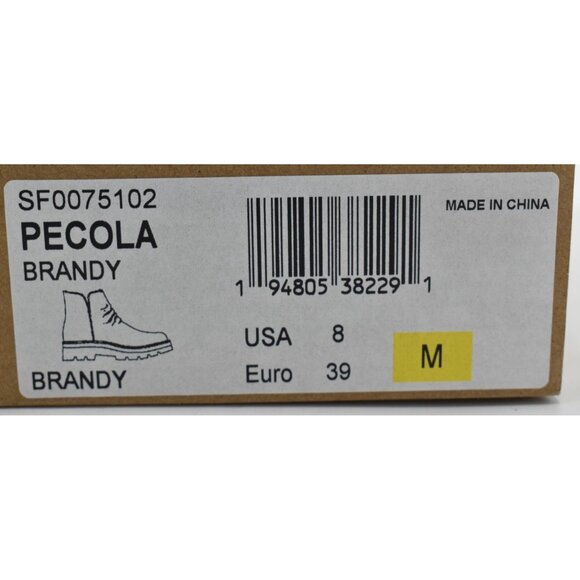 SF0075102
PECOLA
BRANDY
BRANDY
1 94805 38229 1
MADE IN CHINA
USA 8
Euro 39
M